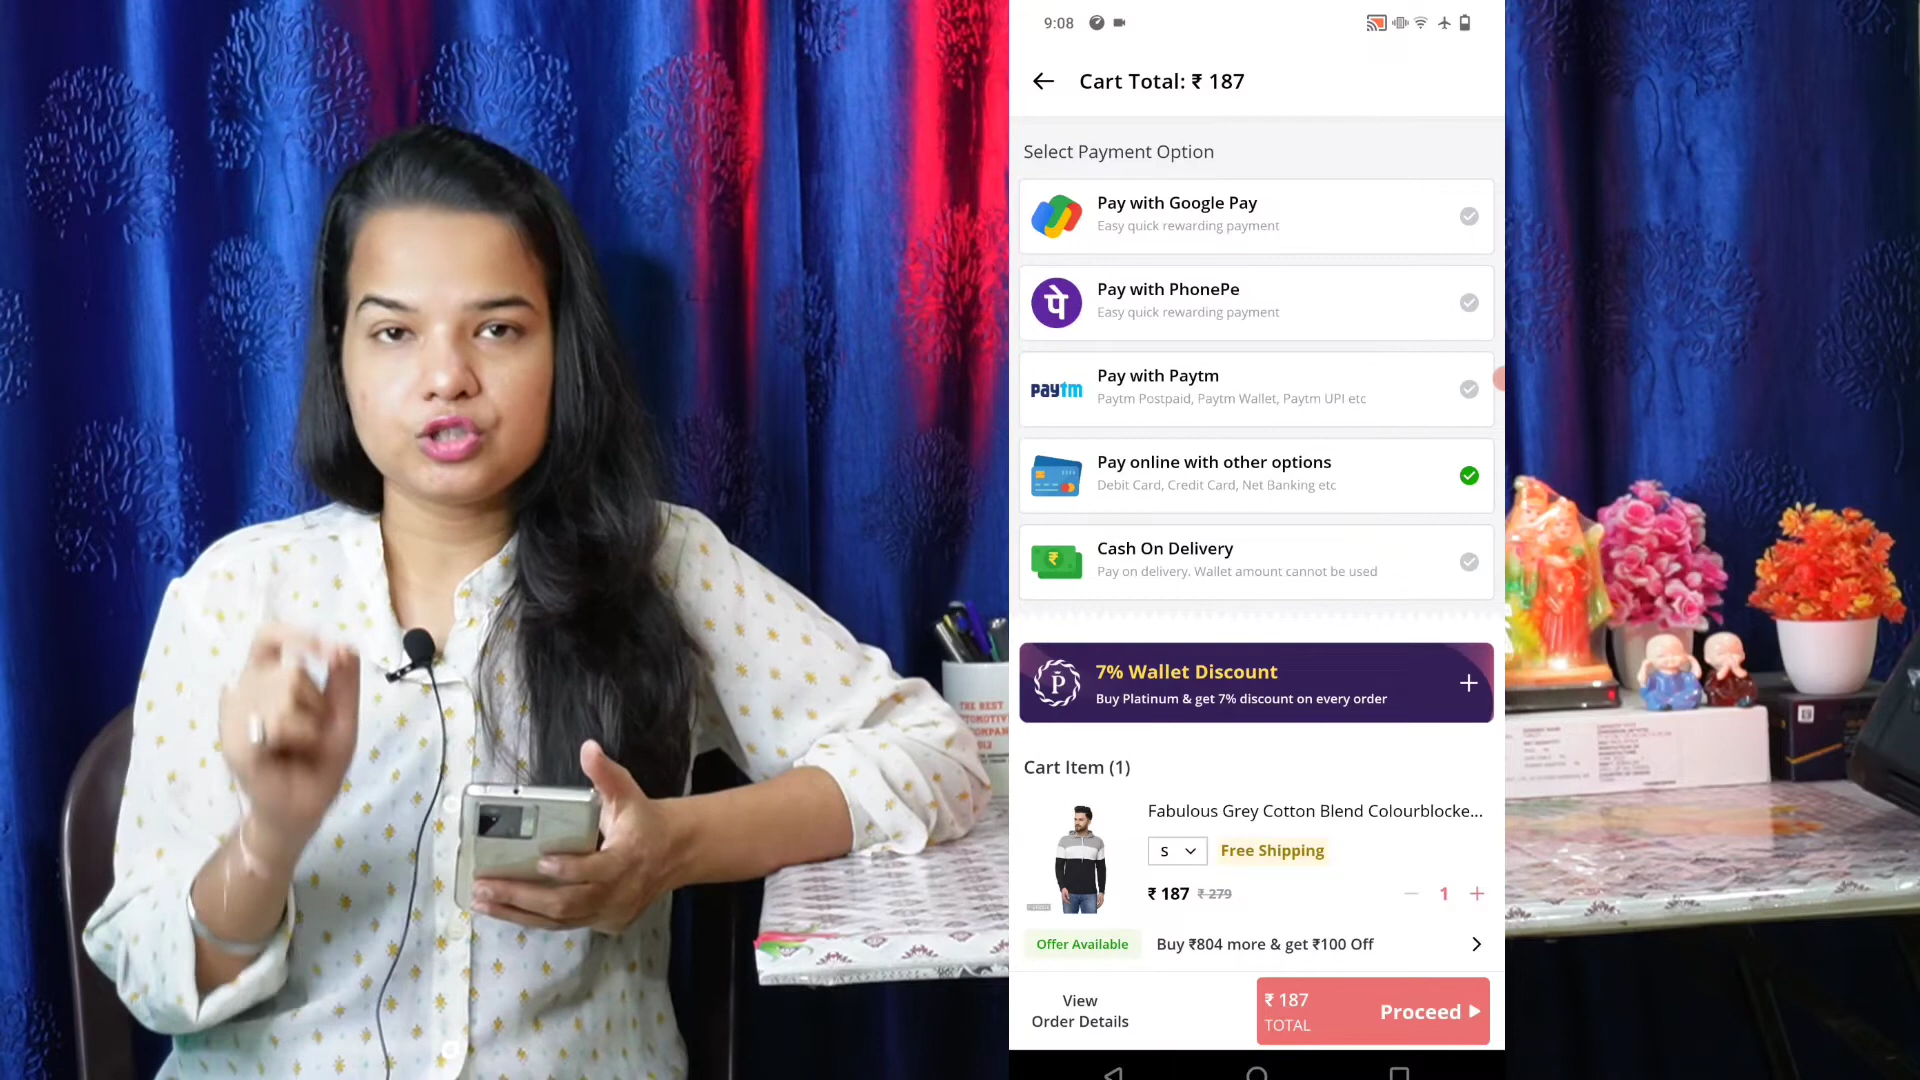 9:08
Cart Total: ₹ 187
Select Payment Option
Pay with Google Pay
Easy quick rewarding payment
पे
Pay with PhonePe
Easy quick rewarding payment
paytm
Pay with Paytm
Paytm Postpaid, Paytm Wallet, Paytm UPI etc
Pay online with other options
Debit Card, Credit Card, Net Banking etc
₹
Cash On Delivery
Pay on delivery. Wallet amount cannot be used
P
7% Wallet Discount
Buy Platinum & get 7% discount on every order
Cart Item (1)
Fabulous Grey Cotton Blend Colourblocke...
S
Free Shipping
₹ 187 ₹ 279
1
Offer Available
Buy ₹804 more & get ₹100 Off
View
Order Details
₹ 187
TOTAL
Proceed
THE BEST